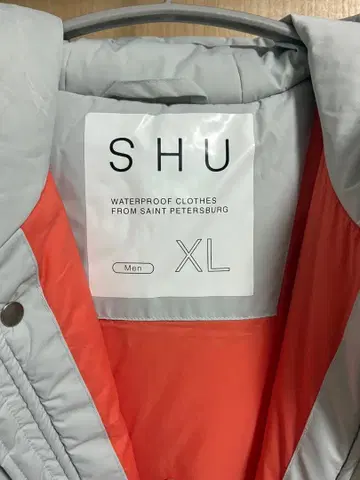 SHU
WATERPROOF CLOTHES
FROM SAINT PETERSBURG
Men XL